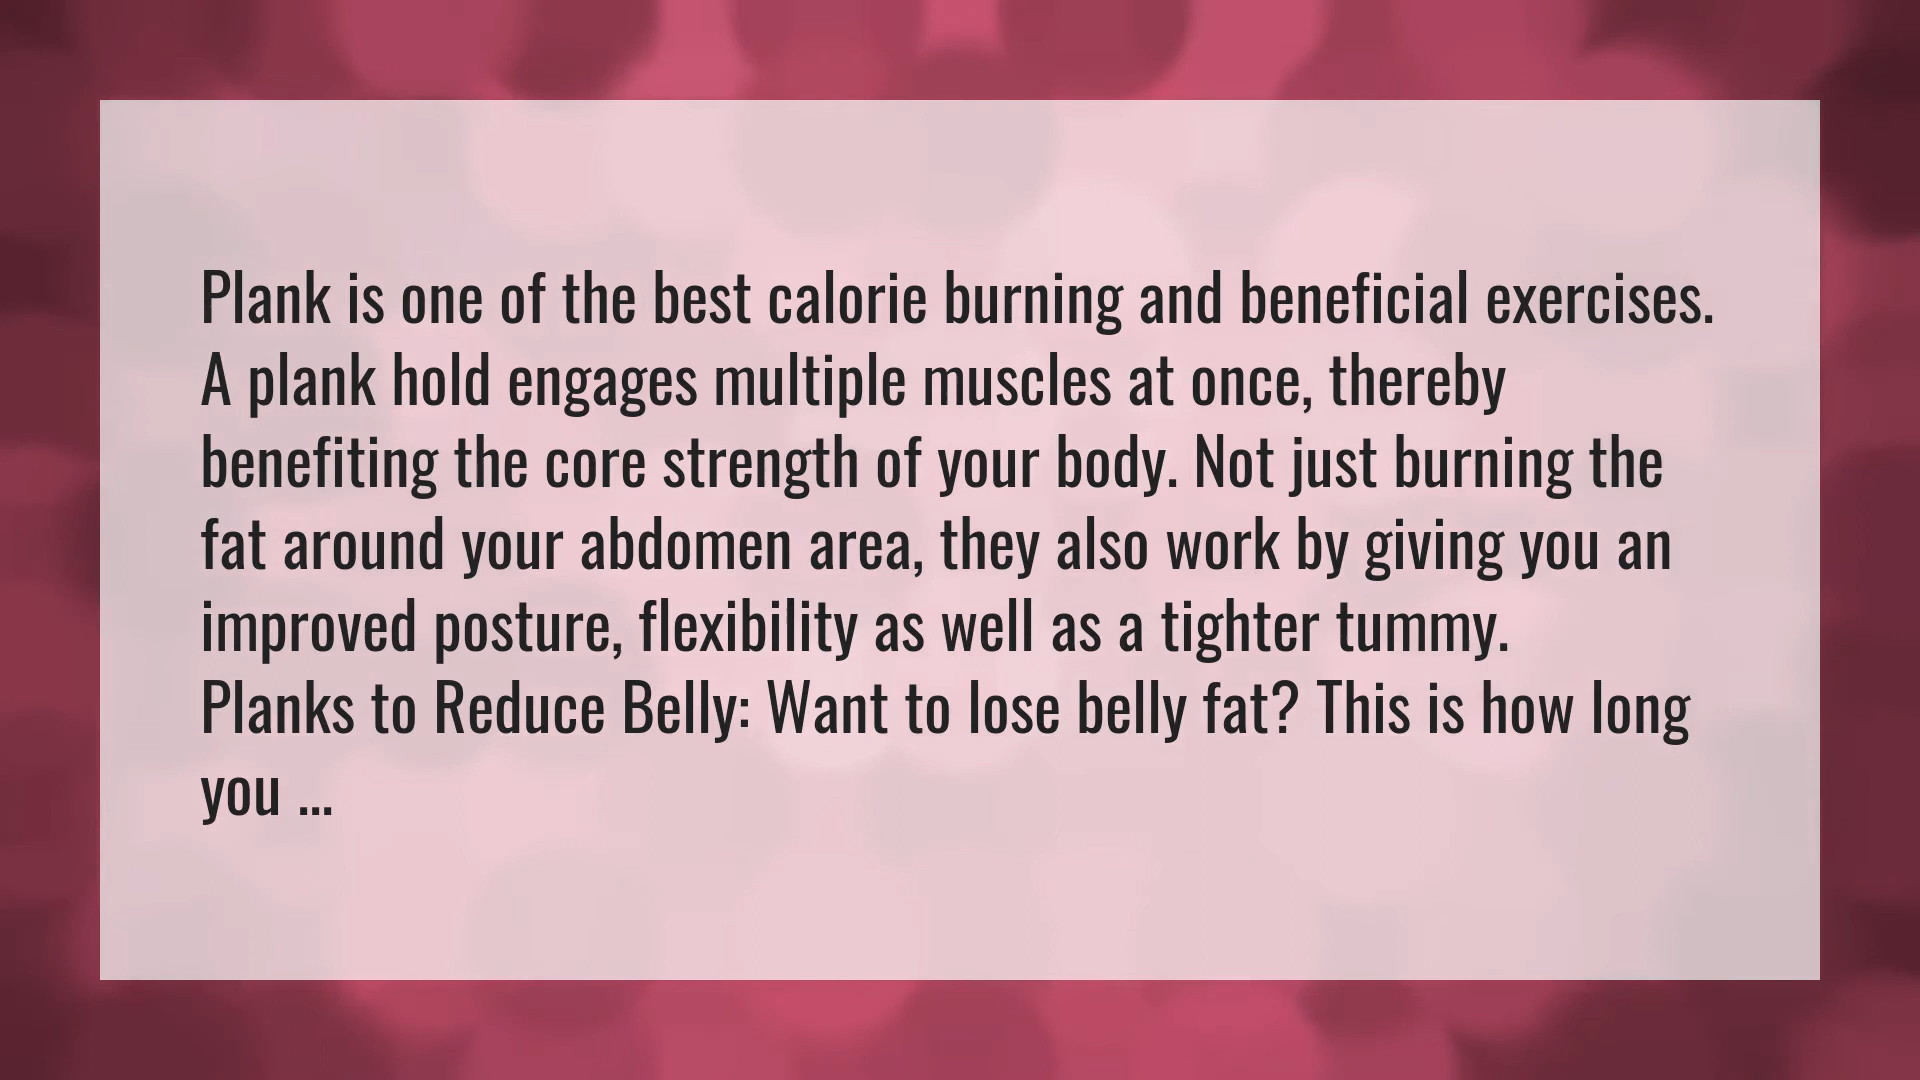 Plank is one of the best calorie burning and beneficial exercises.
A plank hold engages multiple muscles at once, thereby
benefiting the core strength of your body. Not just burning the
fat around your abdomen area, they also work by giving you an
improved posture, flexibility as well as a tighter tummy.
Planks to Reduce Belly: Want to lose belly fat? This is how long
you ...